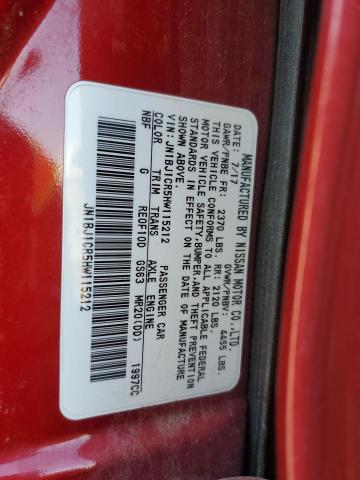 MANUFACTURED BY NISSAN MOTOR CO.,LTD.
DATE: 7/17 GVWR/PNBV: 4455 LBS.
GAWR/PNBE FR: 2370 LBS. RR: 2120 LBS.
THIS VEHICLE CONFORMS TO ALL APPLICABLE FEDERAL
MOTOR VEHICLE SAFETY,BUMPER,AND THEFT PREVENTION
STANDARDS IN EFFECT ON THE DATE OF MANUFACTURE
SHOWN ABOVE.
VIN:JN1BJ1CR5HW115212 PASSENGER CAR
COLOR TRIM TRANS AXLE ENGINE
NBF G RE0F10D GS93 MR20(DD) 1997CC
JN1BJ1CR5HW115212